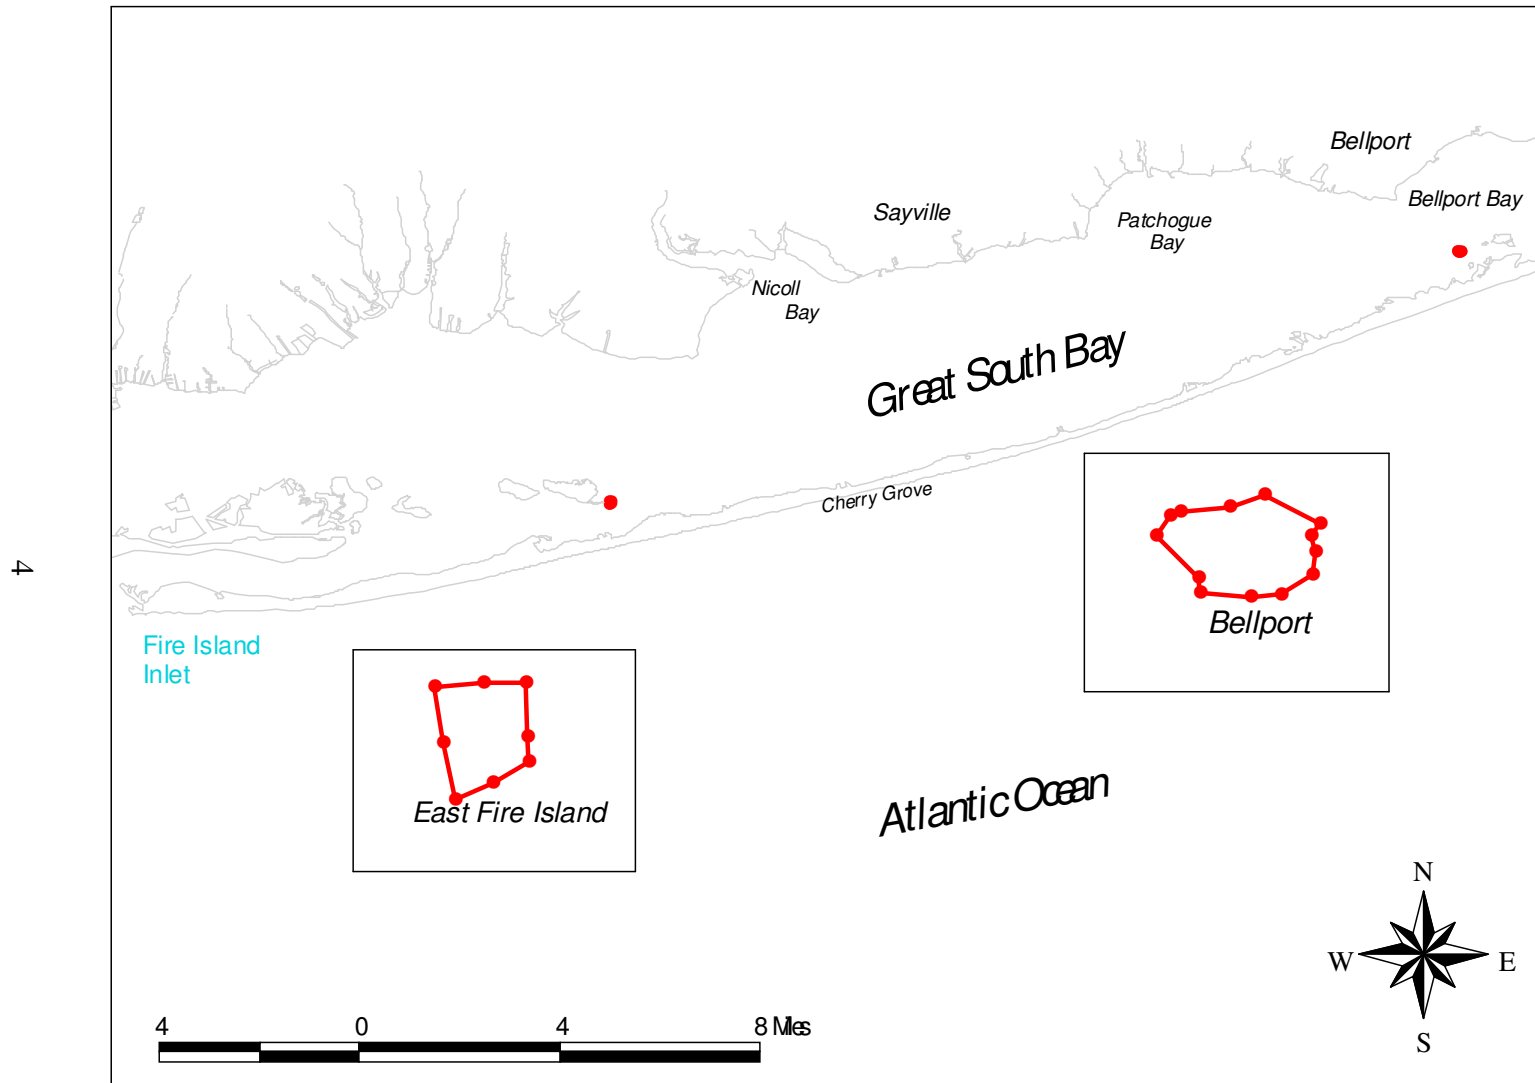 Bellport
Bellport Bay
Sayville
Patchogue
Bay
Nicoll
Bay
Great South Bay
Cherry Grove
4
Bellport
Fire Island
Inlet
East Fire Island
Atlantic Ocean
N
W
E
S
4 0 4 8 Miles